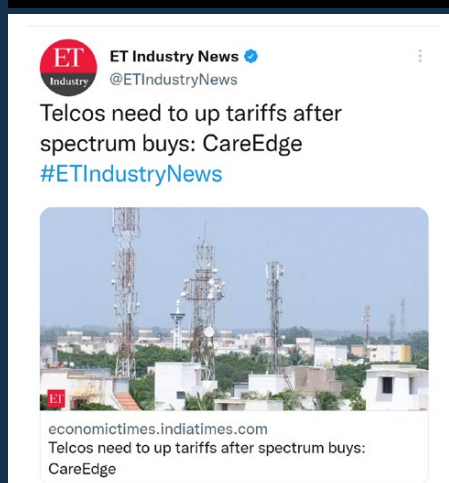 ET
Industry
ET Industry News
@ETIndustryNews
Telcos need to up tariffs after
spectrum buys: CareEdge
#ETIndustryNews
ET
economictimes.indiatimes.com
Telcos need to up tariffs after spectrum buys:
CareEdge